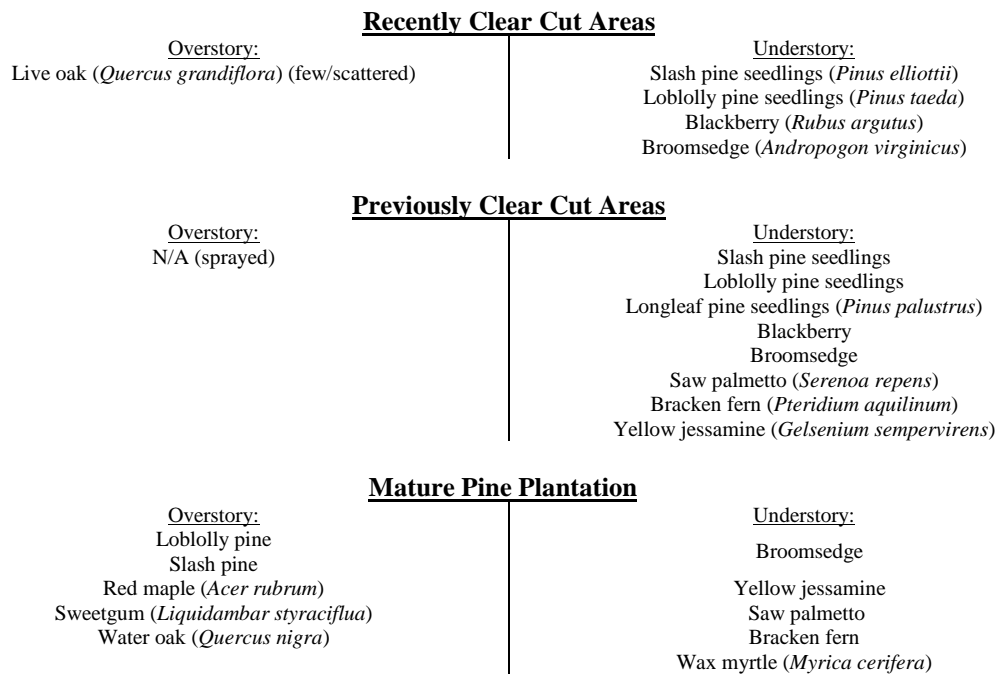 Recently Clear Cut Areas
Overstory:
Live oak (Quercus grandiflora) (few/scattered)
Understory:
Slash pine seedlings (Pinus elliottii)
Loblolly pine seedlings (Pinus taeda)
Blackberry (Rubus argutus)
Broomsedge (Andropogon virginicus)
Previously Clear Cut Areas
Overstory:
N/A (sprayed)
Understory:
Slash pine seedlings
Loblolly pine seedlings
Longleaf pine seedlings (Pinus palustrus)
Blackberry
Broomsedge
Saw palmetto (Serenoa repens)
Bracken fern (Pteridium aquilinum)
Yellow jessamine (Gelsenium sempervirens)
Mature Pine Plantation
Overstory:
Loblolly pine
Slash pine
Red maple (Acer rubrum)
Sweetgum (Liquidambar styraciflua)
Water oak (Quercus nigra)
Understory:
Broomsedge
Yellow jessamine
Saw palmetto
Bracken fern
Wax myrtle (Myrica cerifera)